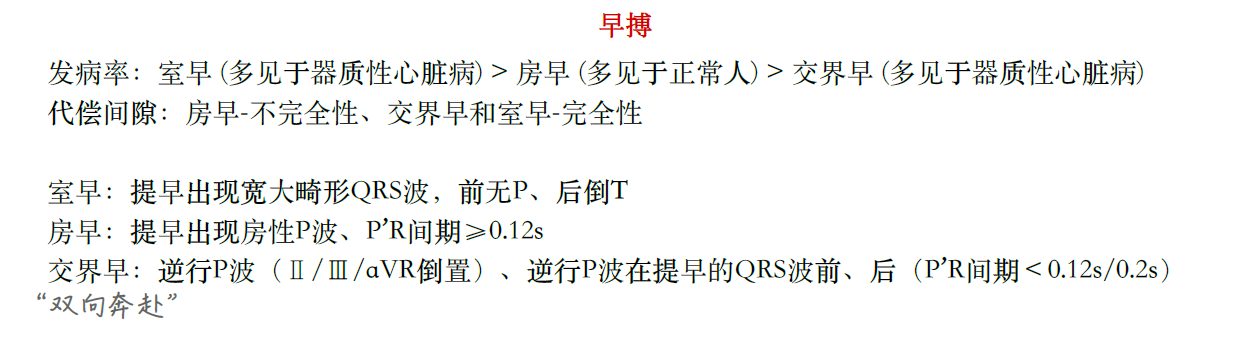 早搏
发病率：室早(多见于器质性心脏病)＞房早(多见于正常人)＞交界早(多见于器质性心脏病)
代偿间隙：房早-不完全性、交界早和室早-完全性
室早：提早出现宽大畸形QRS波，前无P、后倒T
房早：提早出现房性P波、P’R间期≥0.12s
交界早：逆行P波（Ⅱ/Ⅲ/aVR倒置）、逆行P波在提早的QRS波前、后（P’R间期＜0.12s/0.2s）
“双向奔赴”